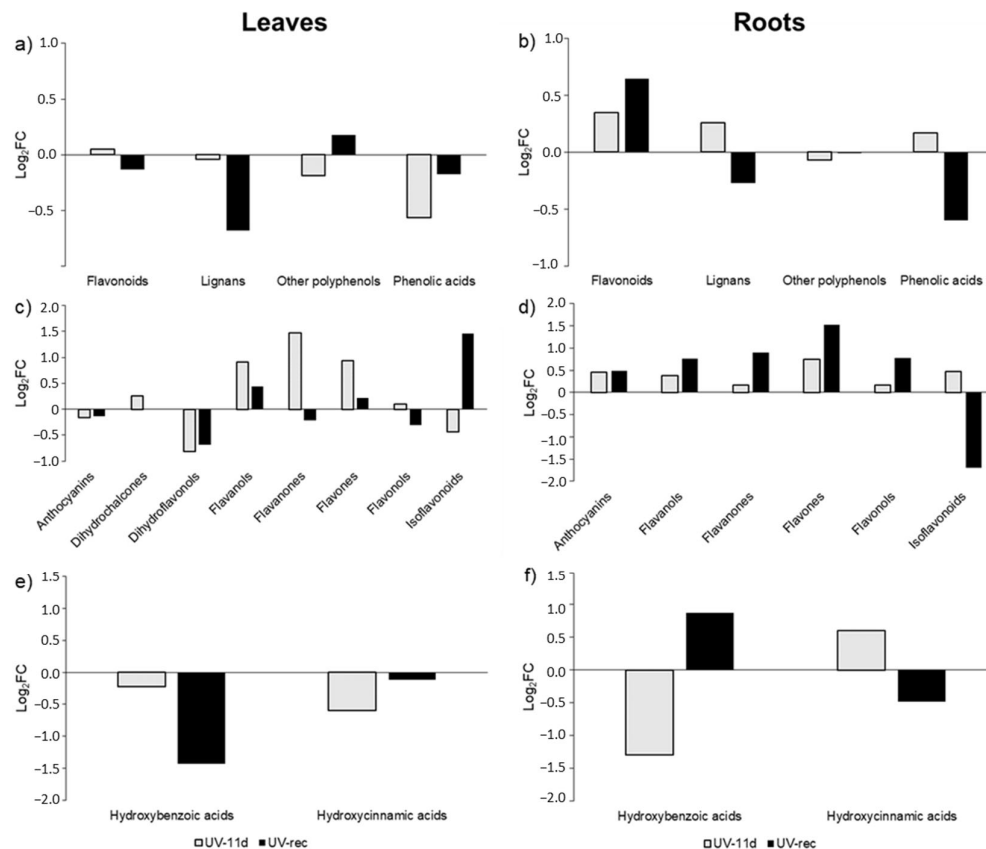 Leaves
Roots
a)
1.0
0.5
0.0
−0.5
Log2FC
Flavonoids Lignans Other polyphenols Phenolic acids
b)
1.0
0.5
0.0
−0.5
−1.0
Log2FC
Flavonoids Lignans Other polyphenols Phenolic acids
c)
2.0
1.5
1.0
0.5
0
−0.5
−1.0
Log2FC
Anthocyanins Dihydrochalcones Dihydroflavonols Flavanols Flavanones Flavones Flavonols Isoflavonoids
d)
2.0
1.5
1.0
0.5
0
−0.5
−1.0
−1.5
−2.0
Log2FC
Anthocyanins Flavanols Flavanones Flavones Flavonols Isoflavonoids
e)
1.5
1.0
0.5
0.0
−0.5
−1.0
−1.5
−2.0
Log2FC
Hydroxybenzoic acids Hydroxycinnamic acids
UV-11d UV-rec
f)
1.5
1.0
0.5
0.0
−0.5
−1.0
−1.5
−2.0
Log2FC
Hydroxybenzoic acids Hydroxycinnamic acids
UV-11d UV-rec